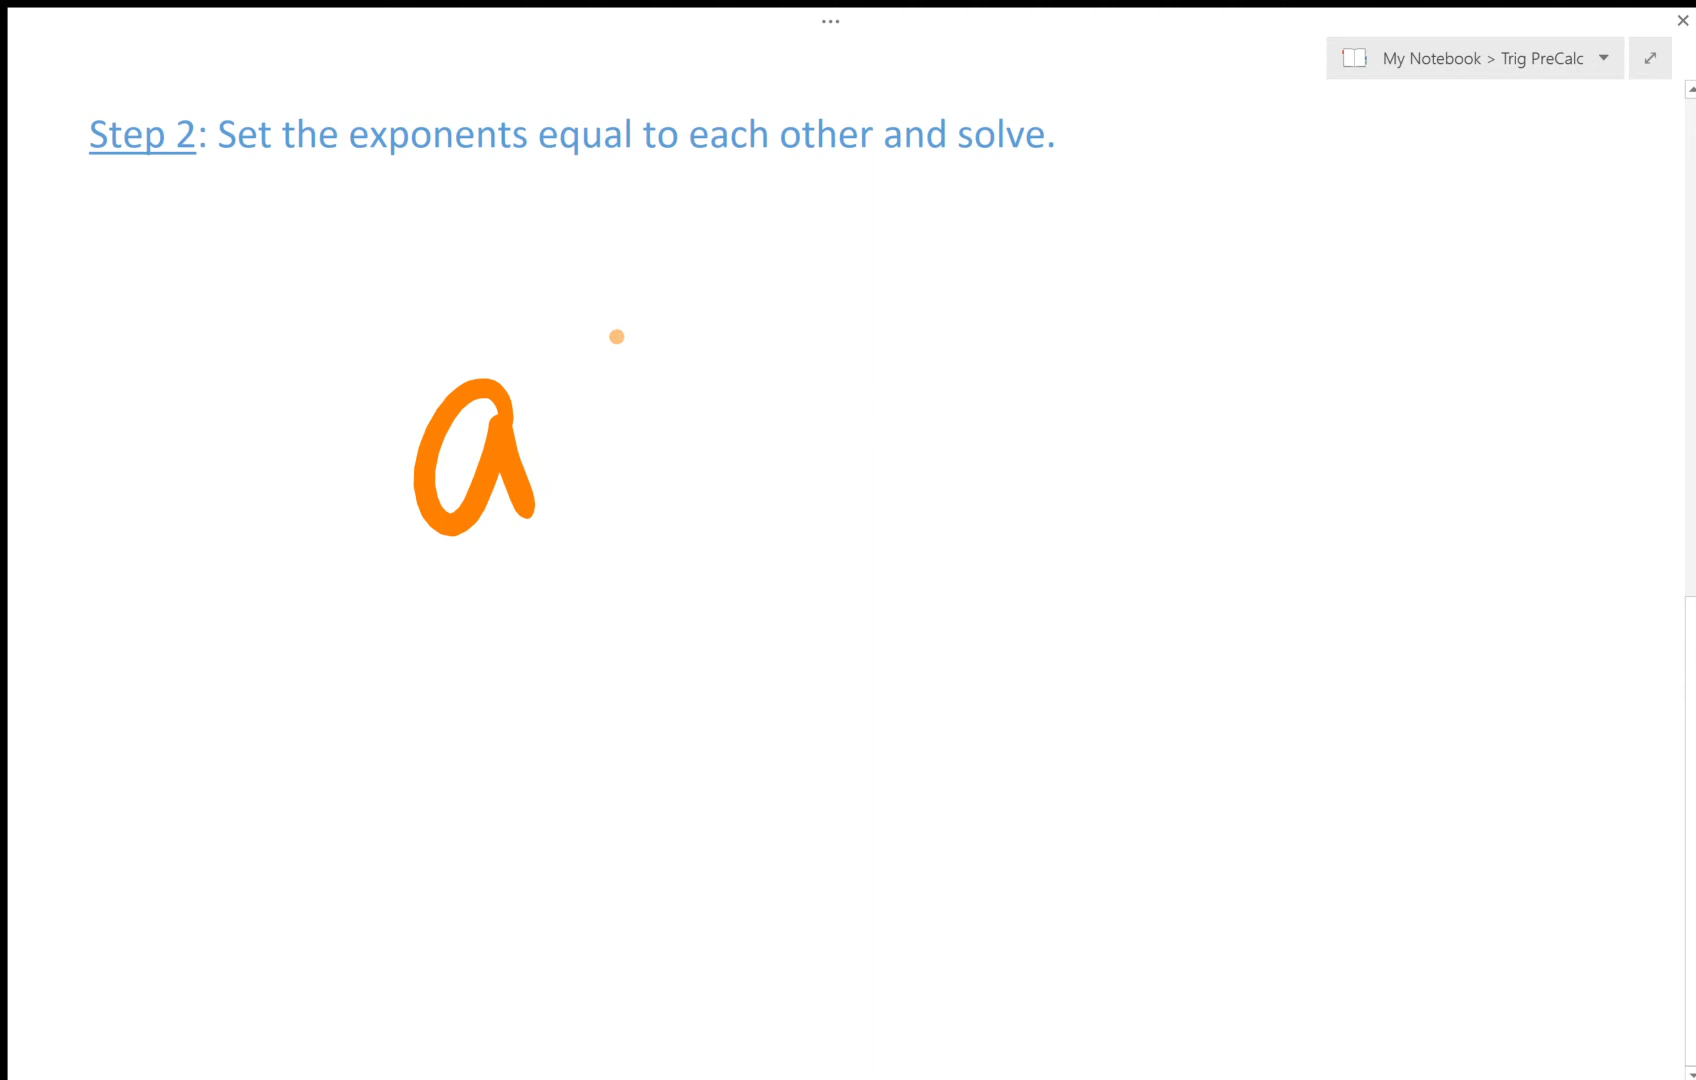 My Notebook > Trig PreCalc
Step 2: Set the exponents equal to each other and solve.
a